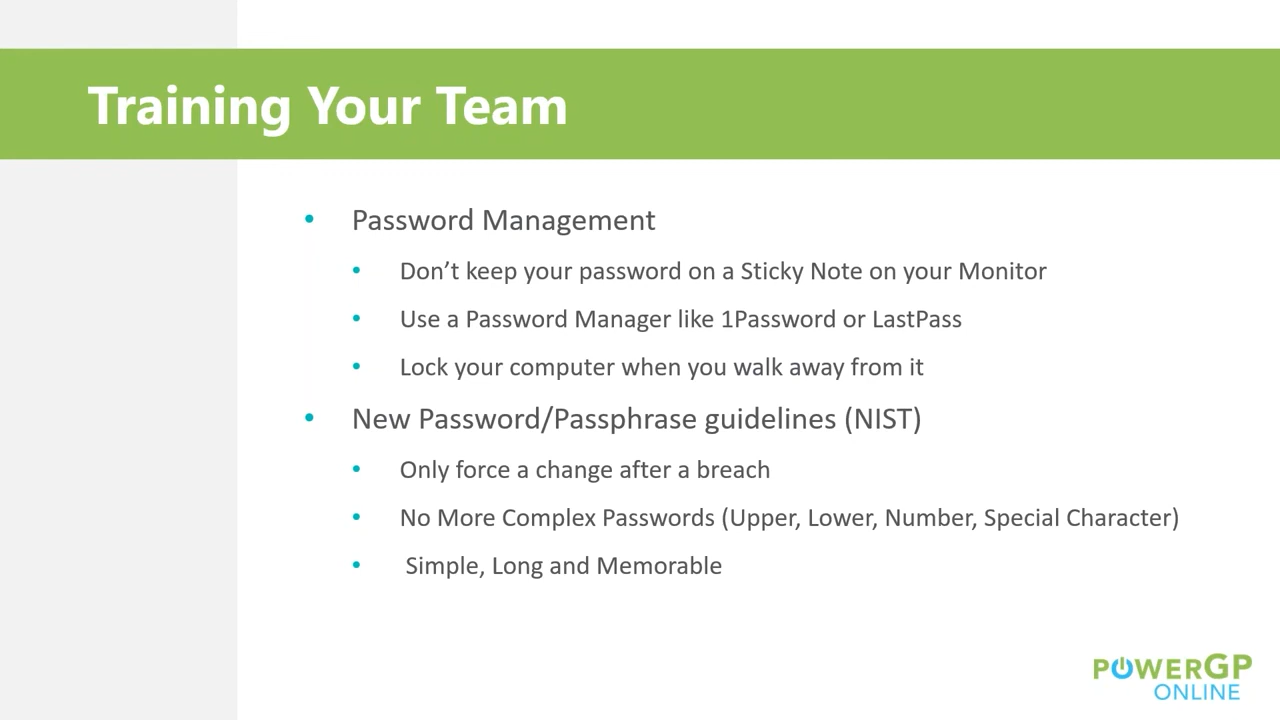 Training Your Team
• Password Management
• Don’t keep your password on a Sticky Note on your Monitor
• Use a Password Manager like 1Password or LastPass
• Lock your computer when you walk away from it
• New Password/Passphrase guidelines (NIST)
• Only force a change after a breach
• No More Complex Passwords (Upper, Lower, Number, Special Character)
• Simple, Long and Memorable
POWERGP
ONLINE